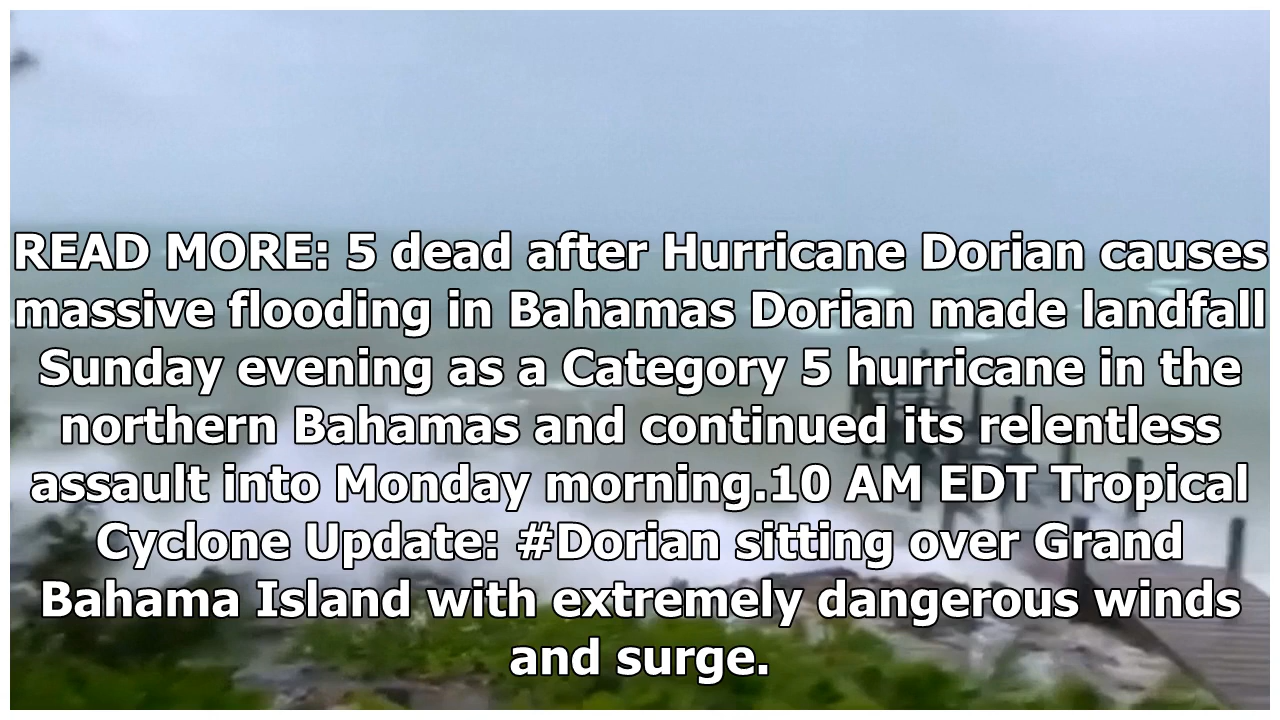 READ MORE: 5 dead after Hurricane Dorian causes
massive flooding in Bahamas Dorian made landfall
Sunday evening as a Category 5 hurricane in the
northern Bahamas and continued its relentless
assault into Monday morning.10 AM EDT Tropical
Cyclone Update: #Dorian sitting over Grand
Bahama Island with extremely dangerous winds
and surge.